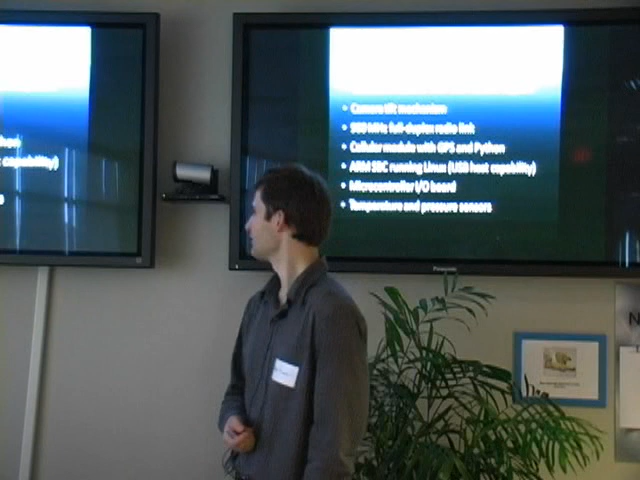 • Camera tilt mechanism
• 900 MHz full-duplex radio link
• Cellular module with GPS and Python
• ARM SBC running Linux (USB host capability)
• Microcontroller I/O board
• Temperature and pressure sensors
capability)
Panasonic
N